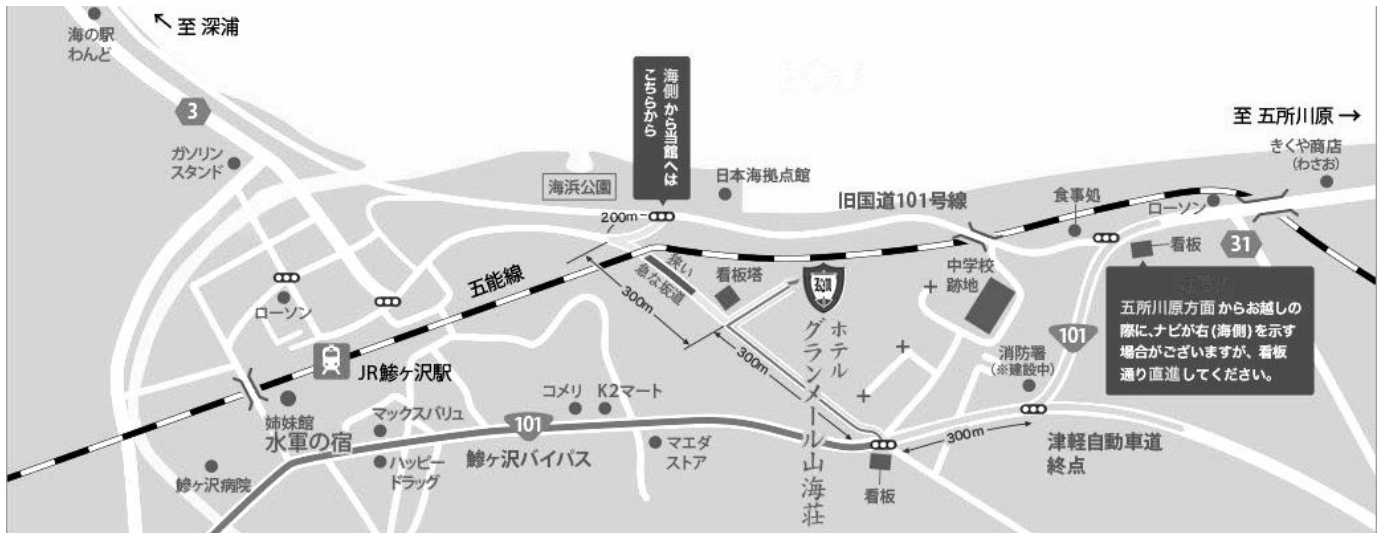 至 深浦
海の駅
わんど
3
ガソリン
スタンド
海側から当館へは
こちらから
海浜公園
200m
日本海拠点館
旧国道101号線
食事処
ローソン
至 五所川原
きくや商店
(わさお)
31
看板
五所川原方面からお越しの
際に、ナビが右(海側)を示す
場合がございますが、看板
通り直進してください。
五能線
狭い
急な坂道
300m
看板塔
中学校
跡地
ホテル
グランメール山海荘
300m
101
消防署
(※建設中)
ローソン
JR鰺ヶ沢駅
姉妹館
水軍の宿
マックスバリュ
コメリ
K2マート
101
鰺ヶ沢バイパス
マエダ
ストア
ハッピー
ドラッグ
鰺ヶ沢病院
看板
300m
津軽自動車道
終点